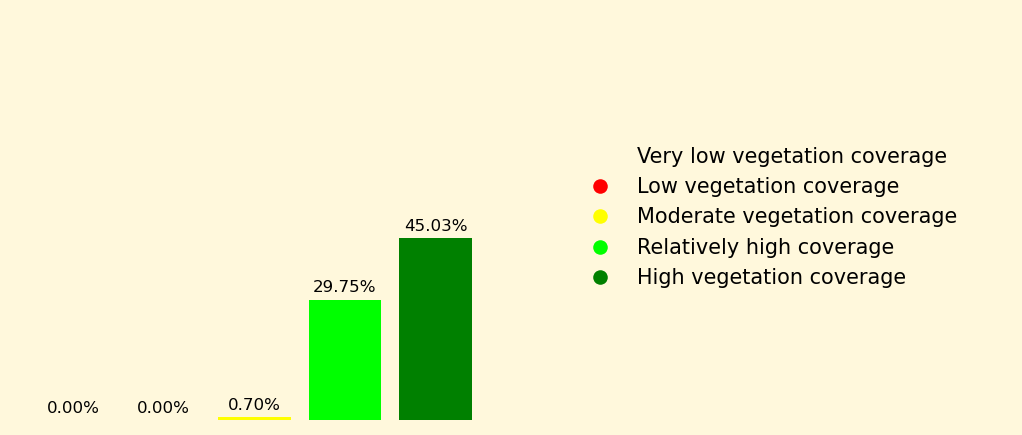 0.00%
0.00%
0.70%
29.75%
45.03%
Very low vegetation coverage
Low vegetation coverage
Moderate vegetation coverage
Relatively high coverage
High vegetation coverage